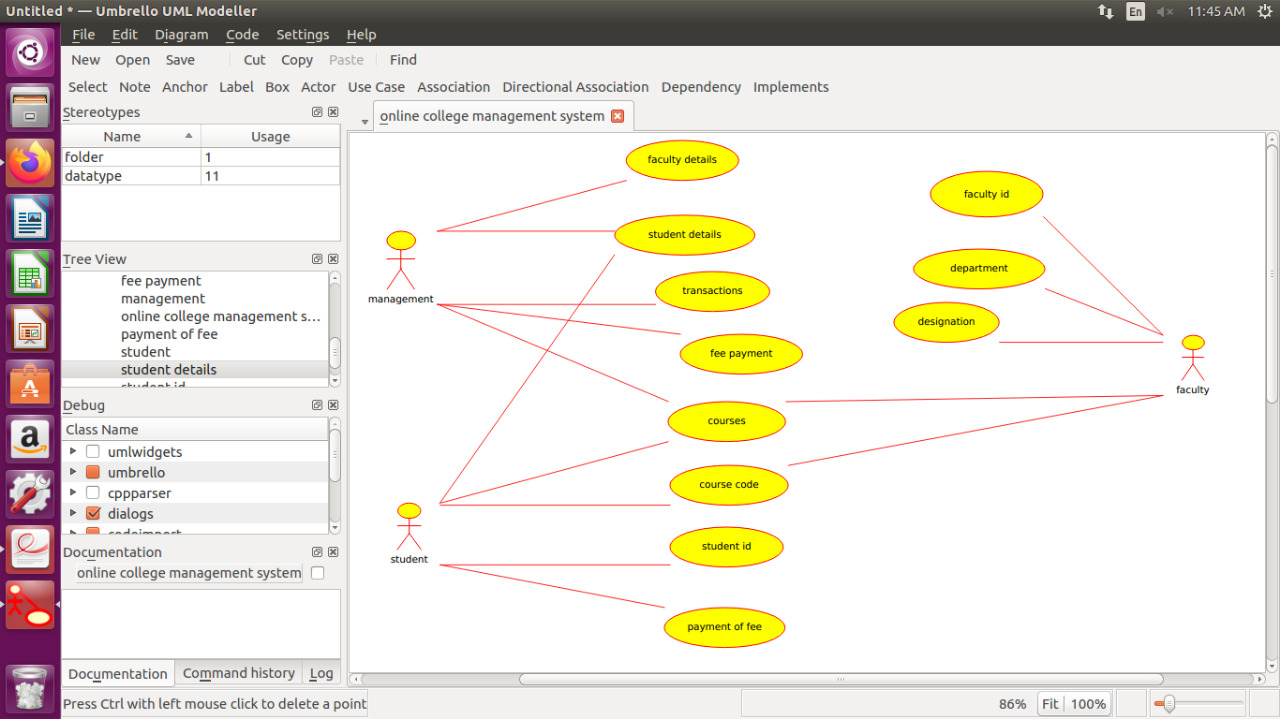 Untitled * — Umbrello UML Modeller
En
11:45 AM
File Edit Diagram Code Settings Help
New Open Save Cut Copy Paste Find
Select Note Anchor Label Box Actor Use Case Association Directional Association Dependency Implements
Stereotypes
Name Usage
folder 1
datatype 11
Tree View
fee payment
management
online college management s...
payment of fee
student
student details
student id
Debug
Class Name
umlwidgets
umbrello
cppparser
dialogs
codeimport
Documentation
online college management system
Documentation Command history Log
Press Ctrl with left mouse click to delete a point
online college management system
faculty details
faculty id
student details
department
transactions
management
designation
fee payment
faculty
courses
course code
student id
student
payment of fee
86% Fit 100%